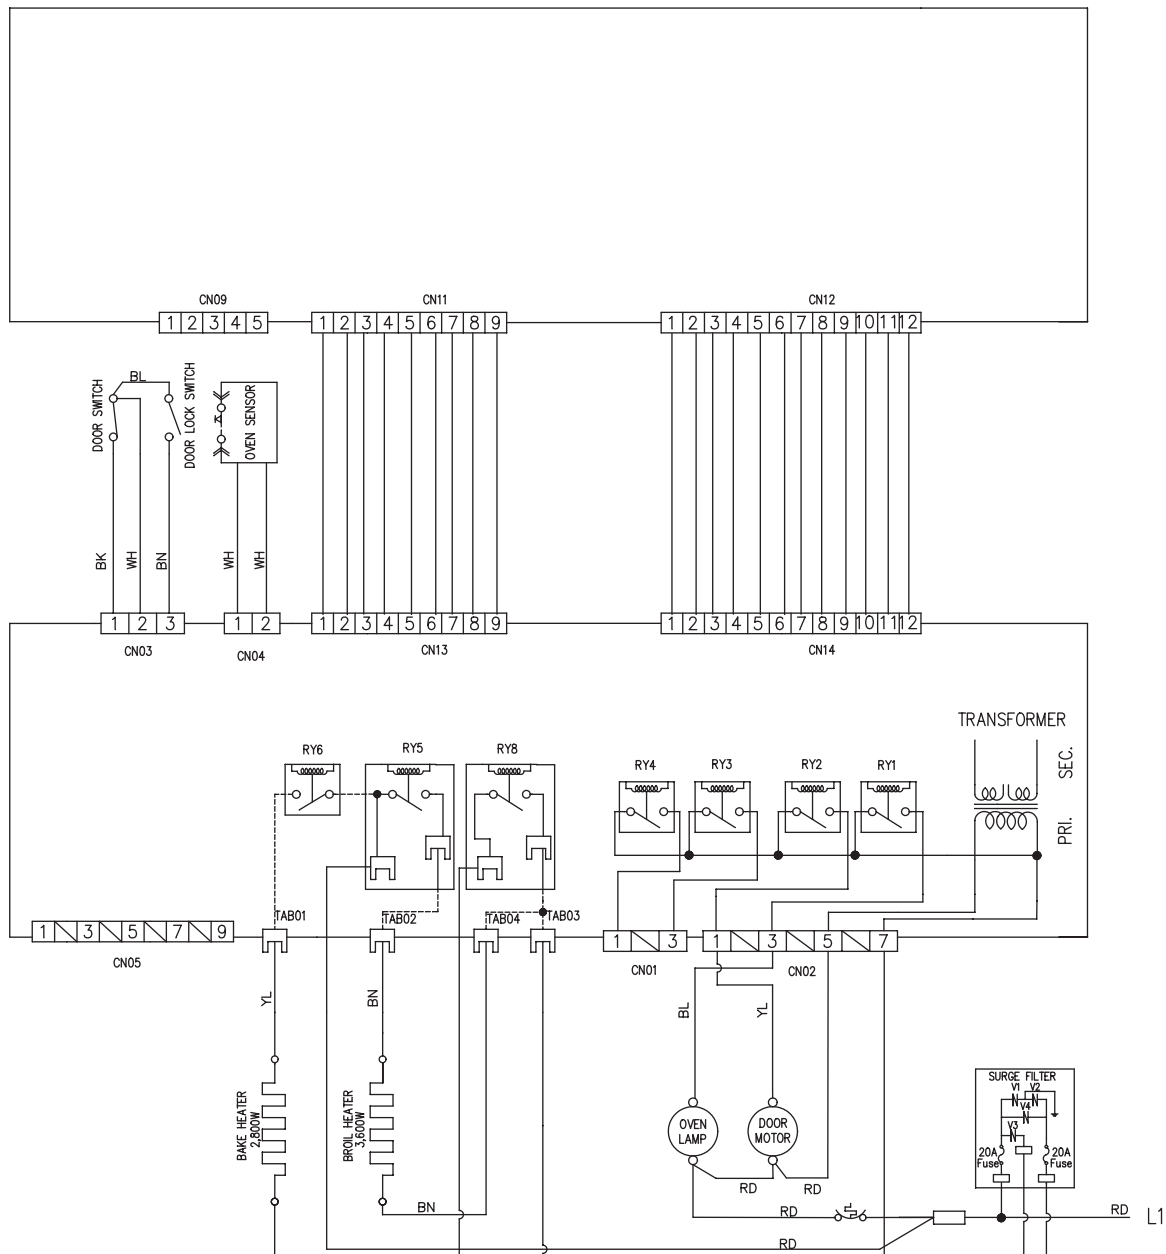 CN09
CN11
CN12
1 2 3 4 5
1 2 3 4 5 6 7 8 9
1 2 3 4 5 6 7 8 9 10 11 12
BL
DOOR SWITCH
DOOR LOCK SWITCH
OVEN SENSOR
BK
WH
BN
WH
WH
1 2 3
1 2
1 2 3 4 5 6 7 8 9
1 2 3 4 5 6 7 8 9 10 11 12
CN03
CN04
CN13
CN14
TRANSFORMER
SEC.
PRI.
RY6
RY5
RY8
RY4
RY3
RY2
RY1
TAB01
TAB02
TAB04
TAB03
1 3 5 7 9
1 3
1 3 5 7
CN05
CN01
CN02
YL
BN
BL
YL
BAKE HEATER
2,800W
BROIL HEATER
3,600W
OVEN
LAMP
DOOR
MOTOR
SURGE FILTER
V1
V2
V4
V3
20A
Fuse
20A
Fuse
RD
RD
BN
RD
RD
L1
RD